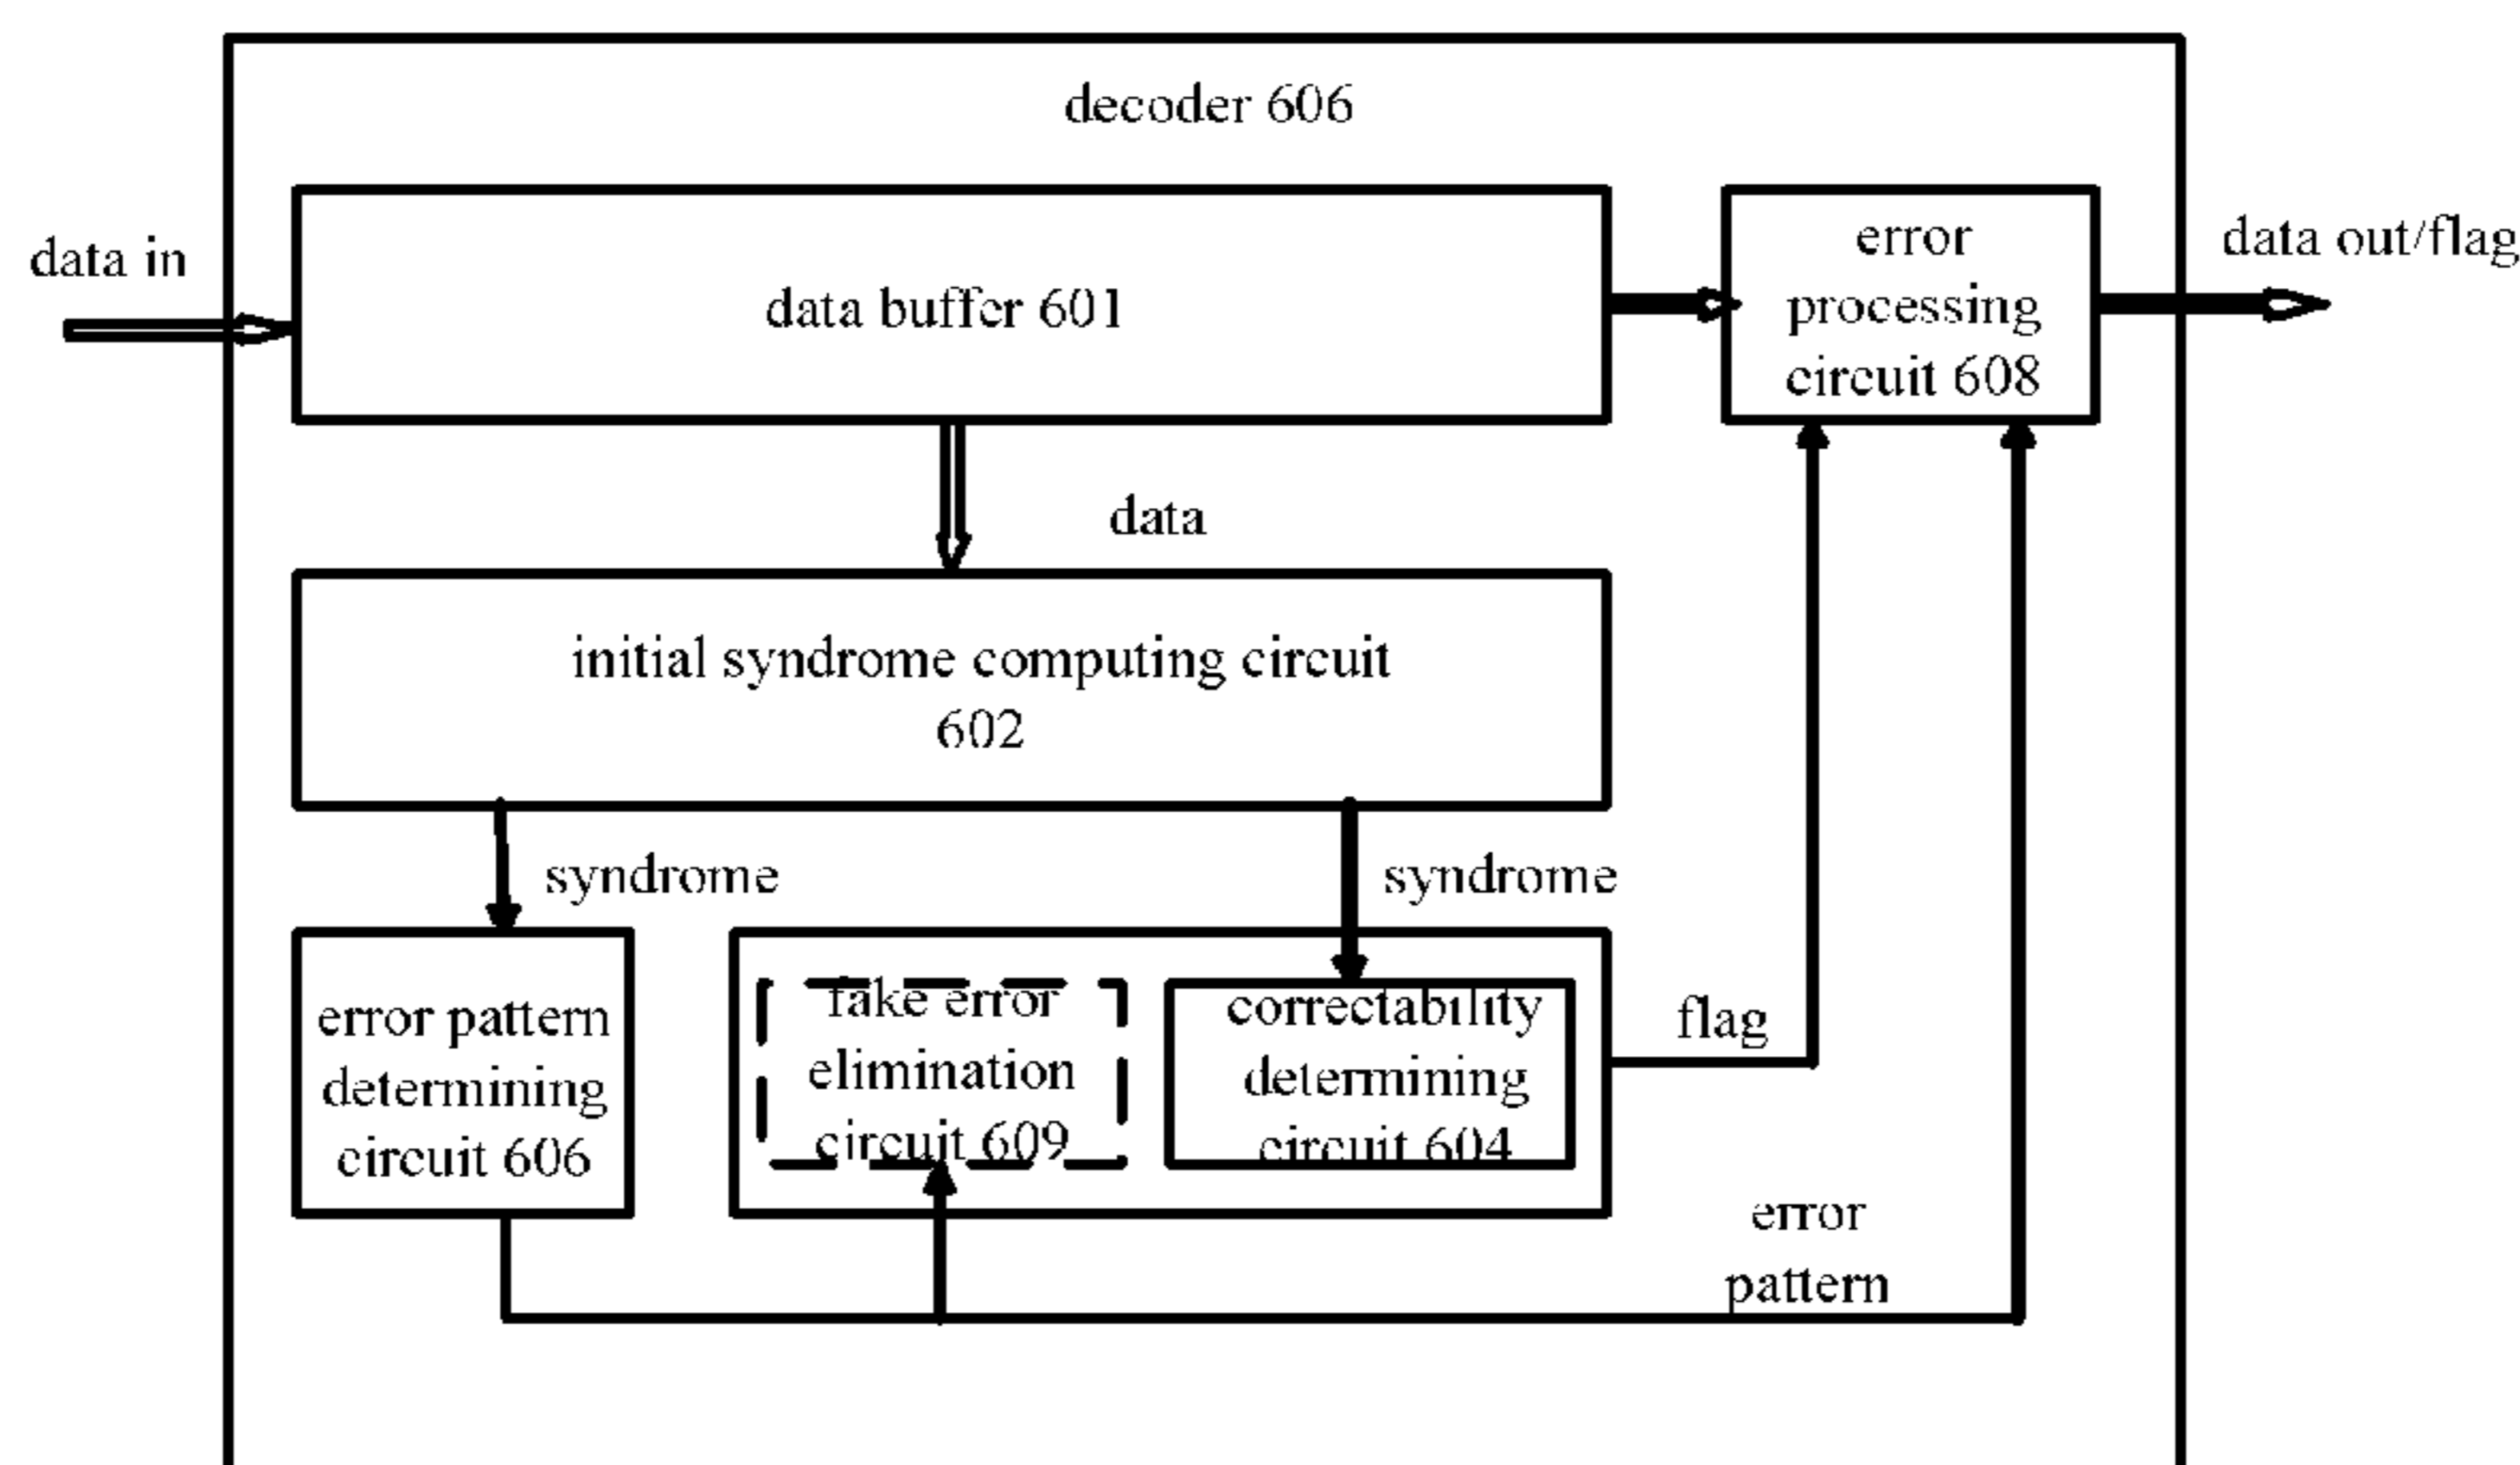 decoder 606
data in
data buffer 601
error
processing
circuit 608
data out/flag
data
initial syndrome computing circuit
602
syndrome
syndrome
error pattern
determining
circuit 606
fake error
elimination
circuit 609
correctability
determining
circuit 604
flag
error
pattern